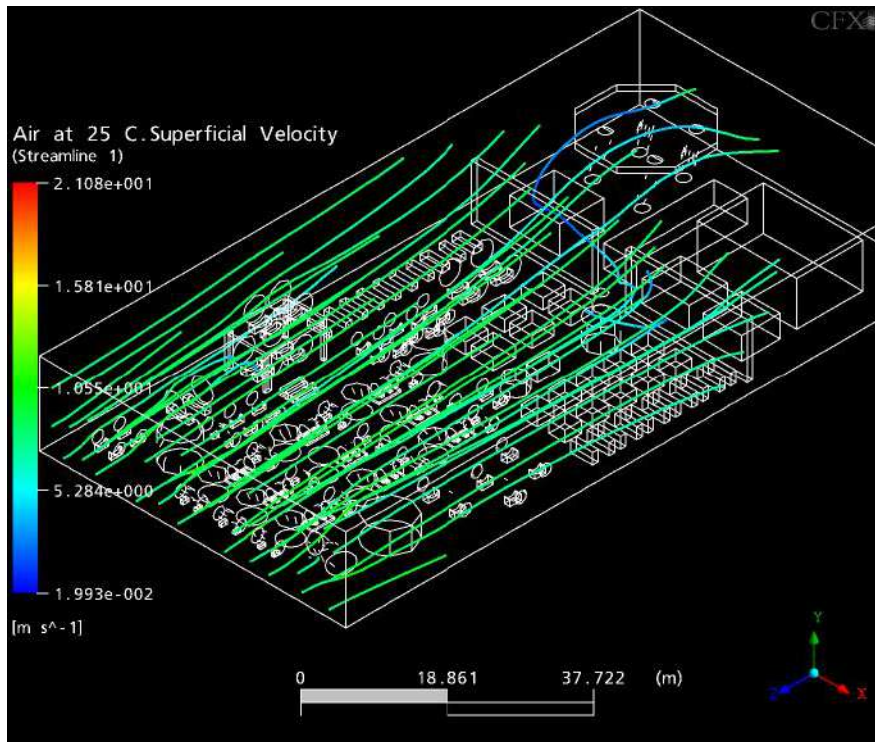 CFX
Air at 25 C.Superficial Velocity
(Streamline 1)
2.108e+001
1.581e+001
1.055e+001
5.284e+000
1.993e-002
[m s^-1]
0 18.861 37.722 (m)
Y
Z X